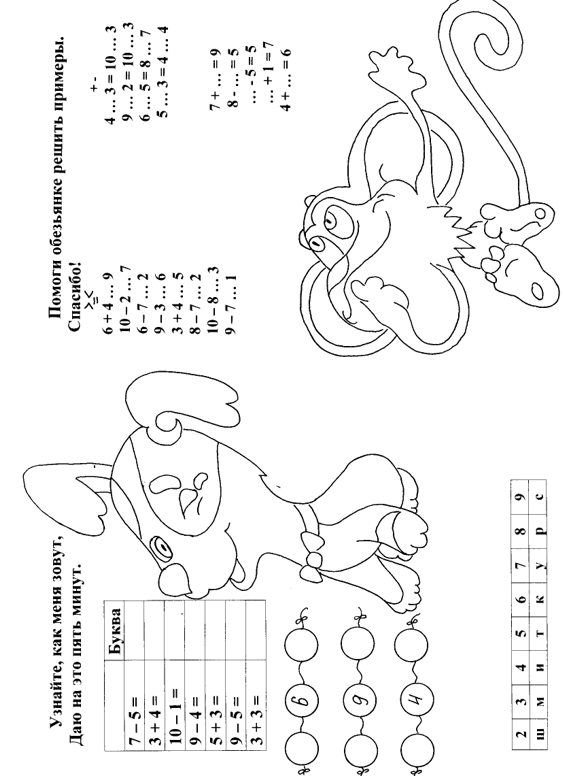 Узнайте, как меня зовут,
Даю на это пять минут.
Буква
7 – 5 =
3 + 4 =
10 – 1 =
9 – 4 =
5 + 3 =
9 – 5 =
3 + 3 =
9
6
4
2 3 4 5 6 7 8 9
ш м и т к у р с
Помоги обезьянке решить примеры.
Спасибо!
> < =
6 + 4 … 9
10 – 2 … 7
6 – 7 … 2
9 – 3 … 6
3 + 4 … 5
8 – 7 … 2
10 – 8 … 3
9 – 7 … 1
+ -
4 … 3 = 10 … 3
9 … 2 = 10 … 3
6 … 5 = 8 … 7
5 … 3 = 4 … 4
7 + … = 9
8 - … = 5
… - 5 = 5
… + 1 = 7
4 + … = 6